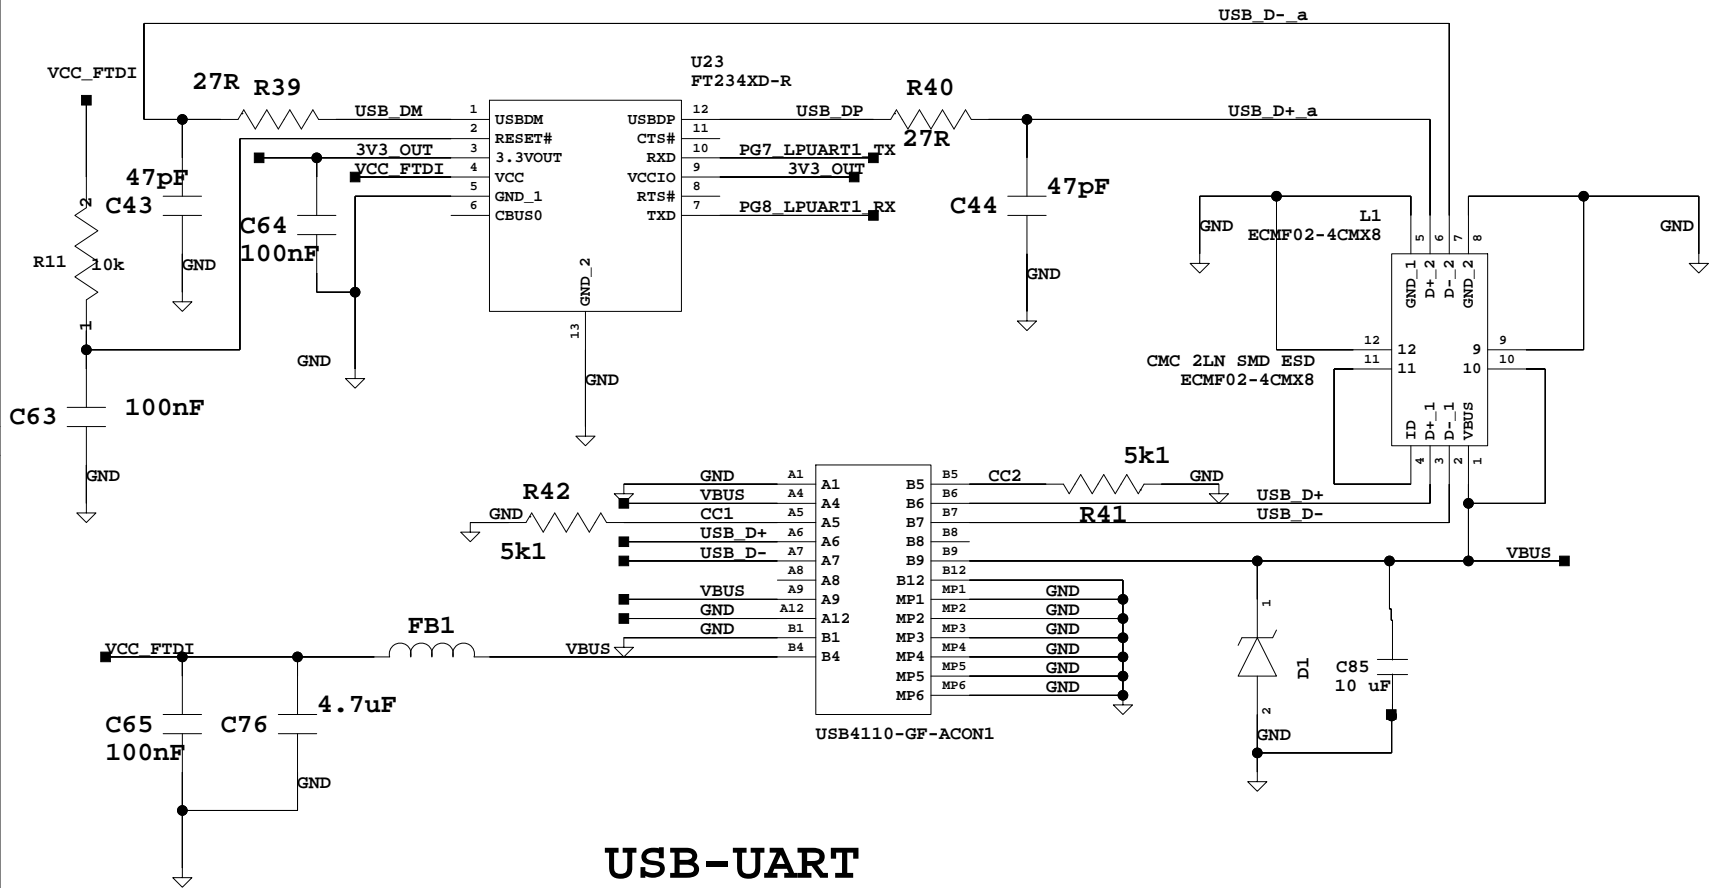 USB_D-_a
VCC_FTDI
27R R39
USB_DM
U23
FT234XD-R
USB_DP
R40
27R
USB_D+_a
1 USBDM
2 RESET#
3 3.3VOUT
4 VCC
5 GND_1
6 CBUS0
USBDP 12
CTS# 11
RXD 10
VCCIO 9
RTS# 8
TXD 7
GND_2
13
GND
3V3_OUT
VCC_FTDI
PG7_LPUART1_TX
3V3_OUT
PG8_LPUART1_RX
47pF
C43
GND
C64
100nF
GND
2
R11 10k
1
C63 100nF
GND
C44 47pF
GND
GND
L1
ECMF02-4CMX8
GND
5 6 7 8
GND_1
D+_2
D-_2
GND_2
12 12
11 11
9 9
10 10
ID
D+_1
D-_1
VBUS
4 3 2 1
CMC 2LN SMD ESD
ECMF02-4CMX8
GND A1 A1
VBUS A4 A4
CC1 A5 A5
USB_D+ A6 A6
USB_D- A7 A7
A8 A8
VBUS A9 A9
GND A12 A12
GND B1 B1
VBUS B4 B4
R42
GND
5k1
B5 B5 CC2
B6 B6 USB_D+
B7 B7 USB_D-
B8 B8
B9 B9 VBUS
B12 B12
MP1 MP1 GND
MP2 MP2 GND
MP3 MP3 GND
MP4 MP4 GND
MP5 MP5 GND
MP6 MP6 GND
5k1
GND
R41
USB4110-GF-ACON1
FB1
VCC_FTDI
C65
100nF
C76 4.7uF
GND
1
D1
2
GND
C85
10 uF
USB-UART